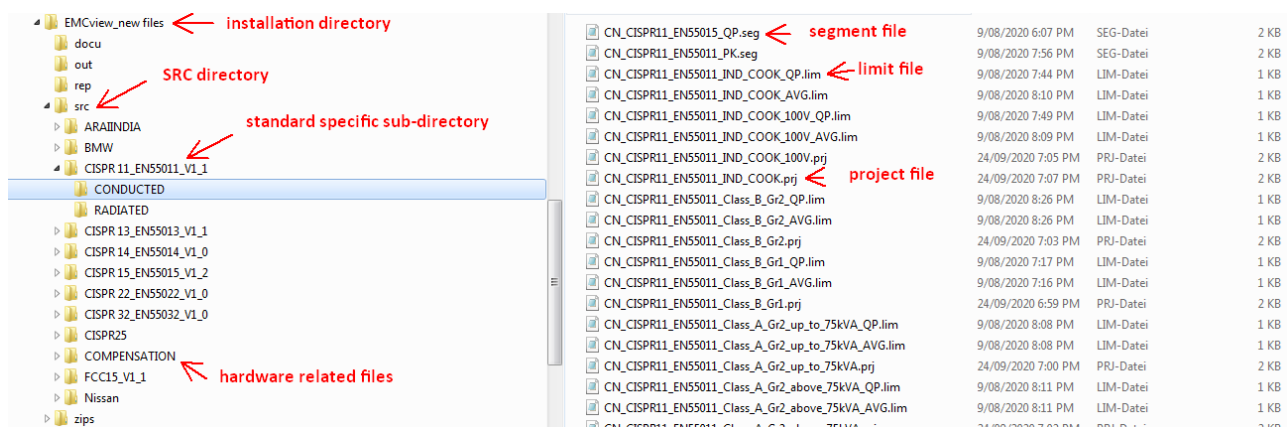 EMCview_new files
installation directory
docu
out
SRC directory
rep
src
ARAIINDIA
standard specific sub-directory
BMW
CISPR 11_EN55011_V1_1
CONDUCTED
RADIATED
CISPR 13_EN55013_V1_1
CISPR 14_EN55014_V1_0
CISPR 15_EN55015_V1_2
CISPR 22_EN55022_V1_0
CISPR 32_EN55032_V1_0
CISPR25
COMPENSATION
FCC15_V1_1
hardware related files
Nissan
zips
CN_CISPR11_EN55015_QP.seg segment file 9/08/2020 6:07 PM SEG-Datei 2 KB
CN_CISPR11_EN55011_PK.seg 9/08/2020 7:56 PM SEG-Datei 2 KB
CN_CISPR11_EN55011_IND_COOK_QP.lim limit file 9/08/2020 7:44 PM LIM-Datei 1 KB
CN_CISPR11_EN55011_IND_COOK_AVG.lim 9/08/2020 8:10 PM LIM-Datei 1 KB
CN_CISPR11_EN55011_IND_COOK_100V_QP.lim 9/08/2020 7:49 PM LIM-Datei 1 KB
CN_CISPR11_EN55011_IND_COOK_100V_AVG.lim 9/08/2020 8:09 PM LIM-Datei 1 KB
CN_CISPR11_EN55011_IND_COOK_100V.prj 24/09/2020 7:05 PM PRJ-Datei 2 KB
CN_CISPR11_EN55011_IND_COOK.prj project file 24/09/2020 7:07 PM PRJ-Datei 2 KB
CN_CISPR11_EN55011_Class_B_Gr2_QP.lim 9/08/2020 8:26 PM LIM-Datei 1 KB
CN_CISPR11_EN55011_Class_B_Gr2_AVG.lim 9/08/2020 8:26 PM LIM-Datei 1 KB
CN_CISPR11_EN55011_Class_B_Gr2.prj 24/09/2020 7:03 PM PRJ-Datei 2 KB
CN_CISPR11_EN55011_Class_B_Gr1_QP.lim 9/08/2020 7:17 PM LIM-Datei 1 KB
CN_CISPR11_EN55011_Class_B_Gr1_AVG.lim 9/08/2020 7:16 PM LIM-Datei 1 KB
CN_CISPR11_EN55011_Class_B_Gr1.prj 24/09/2020 6:59 PM PRJ-Datei 2 KB
CN_CISPR11_EN55011_Class_A_Gr2_up_to_75kVA_QP.lim 9/08/2020 8:08 PM LIM-Datei 1 KB
CN_CISPR11_EN55011_Class_A_Gr2_up_to_75kVA_AVG.lim 9/08/2020 8:08 PM LIM-Datei 1 KB
CN_CISPR11_EN55011_Class_A_Gr2_up_to_75kVA.prj 24/09/2020 7:00 PM PRJ-Datei 2 KB
CN_CISPR11_EN55011_Class_A_Gr2_above_75kVA_QP.lim 9/08/2020 8:11 PM LIM-Datei 1 KB
CN_CISPR11_EN55011_Class_A_Gr2_above_75kVA_AVG.lim 9/08/2020 8:11 PM LIM-Datei 1 KB